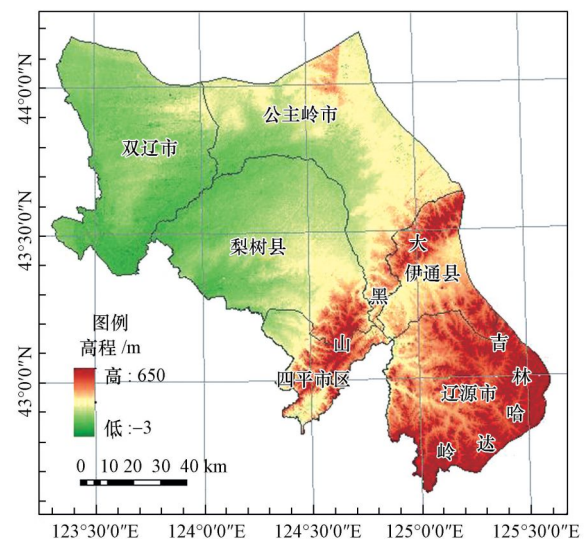 44°0′0″N
43°30′0″N
43°0′0″N
公主岭市
双辽市
梨树县
大
伊通县
黑
山
四平市区
吉
林
辽源市
哈
达
岭
图例
高程 /m
高 : 650
低 : –3
0 10 20 30 40 km
123°30′0″E
124°0′0″E
124°30′0″E
125°0′0″E
125°30′0″E